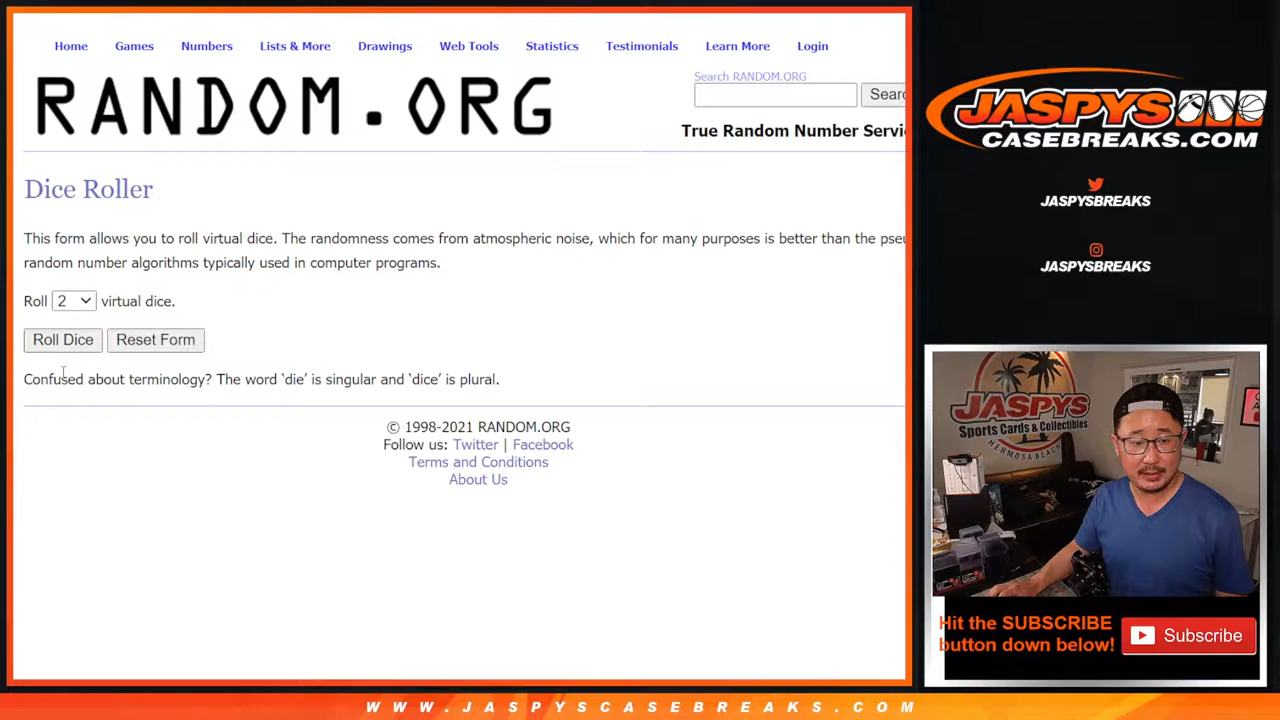 Home Games Numbers Lists & More Drawings Web Tools Statistics Testimonials Learn More Login
RANDOM.ORG
Search RANDOM.ORG
Searc
True Random Number Servi
Dice Roller
This form allows you to roll virtual dice. The randomness comes from atmospheric noise, which for many purposes is better than the pseu
random number algorithms typically used in computer programs.
Roll 2 virtual dice.
Roll Dice Reset Form
Confused about terminology? The word ‘die’ is singular and ‘dice’ is plural.
© 1998-2021 RANDOM.ORG
Follow us: Twitter | Facebook
Terms and Conditions
About Us
JASPYS
CASEBREAKS.COM
JASPYSBREAKS
JASPYSBREAKS
JASPYS
Sports Cards & Collectibles
HERMOSA BEACH
Hit the SUBSCRIBE
button down below!
Subscribe
WWW.JASPYSCASEBREAKS.COM